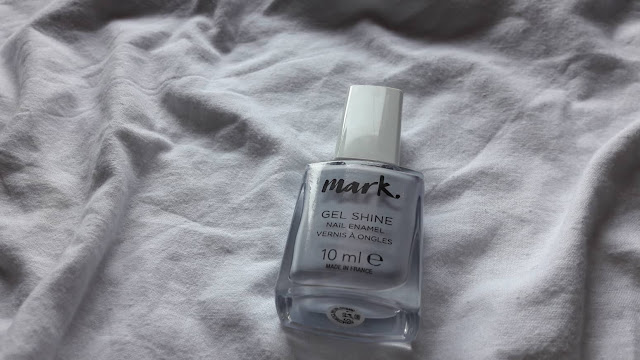 mark.
GEL SHINE
NAIL ENAMEL
VERNIS À ONGLES
10 ml ℮
MADE IN FRANCE